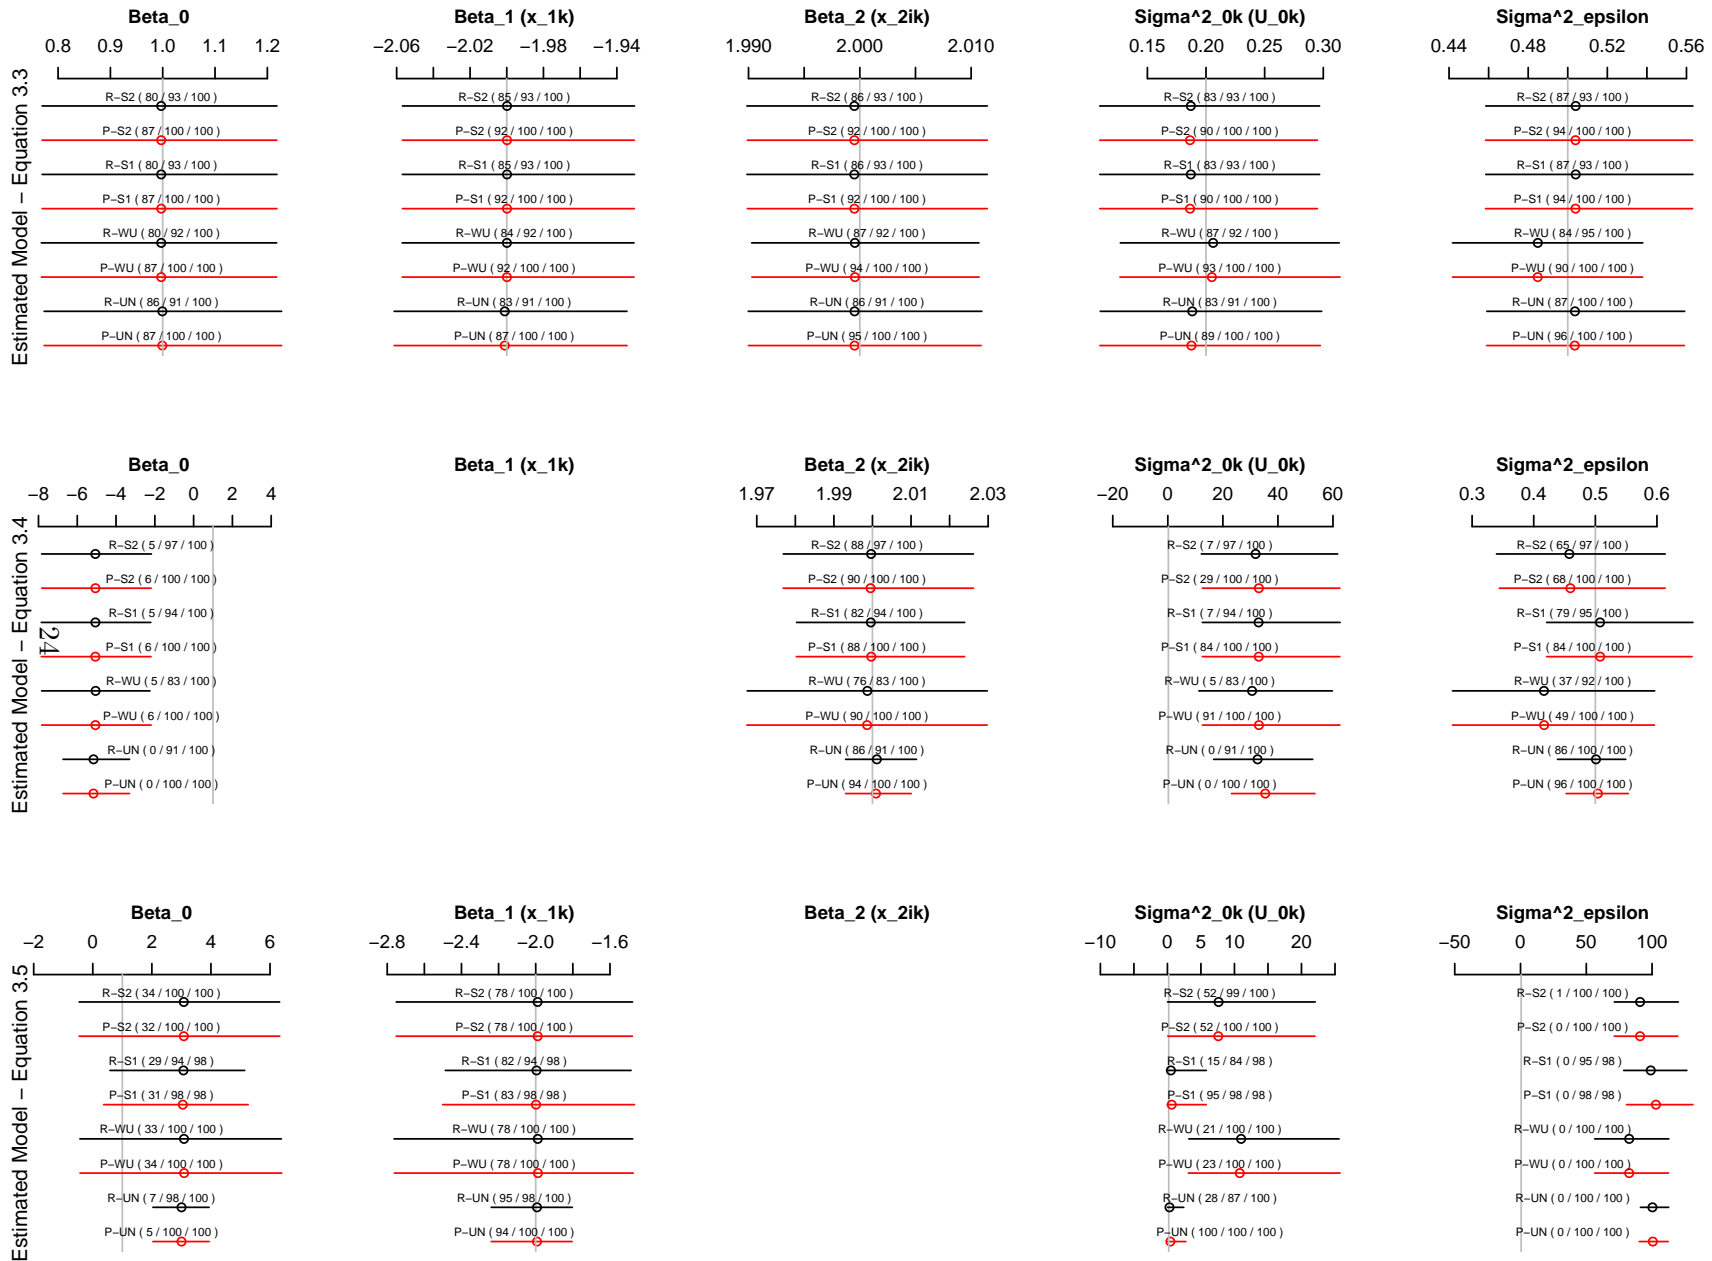 Beta_0
0.8 0.9 1.0 1.1 1.2
R−S2 ( 80 / 93 / 100 )
P−S2 ( 87 / 100 / 100 )
R−S1 ( 80 / 93 / 100 )
P−S1 ( 87 / 100 / 100 )
R−WU ( 80 / 92 / 100 )
P−WU ( 87 / 100 / 100 )
R−UN ( 86 / 91 / 100 )
P−UN ( 87 / 100 / 100 )
Estimated Model − Equation 3.3
Beta_1 (x_1k)
−2.06 −2.02 −1.98 −1.94
R−S2 ( 85 / 93 / 100 )
P−S2 ( 92 / 100 / 100 )
R−S1 ( 85 / 93 / 100 )
P−S1 ( 92 / 100 / 100 )
R−WU ( 84 / 92 / 100 )
P−WU ( 92 / 100 / 100 )
R−UN ( 83 / 91 / 100 )
P−UN ( 87 / 100 / 100 )
Beta_2 (x_2ik)
1.990 2.000 2.010
R−S2 ( 86 / 93 / 100 )
P−S2 ( 92 / 100 / 100 )
R−S1 ( 86 / 93 / 100 )
P−S1 ( 92 / 100 / 100 )
R−WU ( 87 / 92 / 100 )
P−WU ( 94 / 100 / 100 )
R−UN ( 86 / 91 / 100 )
P−UN ( 95 / 100 / 100 )
Sigma^2_0k (U_0k)
0.15 0.20 0.25 0.30
R−S2 ( 83 / 93 / 100 )
P−S2 ( 90 / 100 / 100 )
R−S1 ( 83 / 93 / 100 )
P−S1 ( 90 / 100 / 100 )
R−WU ( 87 / 92 / 100 )
P−WU ( 93 / 100 / 100 )
R−UN ( 83 / 91 / 100 )
P−UN ( 89 / 100 / 100 )
Sigma^2_epsilon
0.44 0.48 0.52 0.56
R−S2 ( 87 / 93 / 100 )
P−S2 ( 94 / 100 / 100 )
R−S1 ( 87 / 93 / 100 )
P−S1 ( 94 / 100 / 100 )
R−WU ( 84 / 95 / 100 )
P−WU ( 90 / 100 / 100 )
R−UN ( 87 / 100 / 100 )
P−UN ( 96 / 100 / 100 )
Beta_0
−8 −6 −4 −2 0 2 4
R−S2 ( 5 / 97 / 100 )
P−S2 ( 6 / 100 / 100 )
R−S1 ( 5 / 94 / 100 )
P−S1 ( 6 / 100 / 100 )
R−WU ( 5 / 83 / 100 )
P−WU ( 6 / 100 / 100 )
R−UN ( 0 / 91 / 100 )
P−UN ( 0 / 100 / 100 )
Estimated Model − Equation 3.4
24
Beta_1 (x_1k)
Beta_2 (x_2ik)
1.97 1.99 2.01 2.03
R−S2 ( 88 / 97 / 100 )
P−S2 ( 90 / 100 / 100 )
R−S1 ( 82 / 94 / 100 )
P−S1 ( 88 / 100 / 100 )
R−WU ( 76 / 83 / 100 )
P−WU ( 90 / 100 / 100 )
R−UN ( 86 / 91 / 100 )
P−UN ( 94 / 100 / 100 )
Sigma^2_0k (U_0k)
−20 0 20 40 60
R−S2 ( 7 / 97 / 100 )
P−S2 ( 29 / 100 / 100 )
R−S1 ( 7 / 94 / 100 )
P−S1 ( 84 / 100 / 100 )
R−WU ( 5 / 83 / 100 )
P−WU ( 91 / 100 / 100 )
R−UN ( 0 / 91 / 100 )
P−UN ( 0 / 100 / 100 )
Sigma^2_epsilon
0.3 0.4 0.5 0.6
R−S2 ( 65 / 97 / 100 )
P−S2 ( 68 / 100 / 100 )
R−S1 ( 79 / 95 / 100 )
P−S1 ( 84 / 100 / 100 )
R−WU ( 37 / 92 / 100 )
P−WU ( 49 / 100 / 100 )
R−UN ( 86 / 100 / 100 )
P−UN ( 96 / 100 / 100 )
Beta_0
−2 0 2 4 6
R−S2 ( 34 / 100 / 100 )
P−S2 ( 32 / 100 / 100 )
R−S1 ( 29 / 94 / 98 )
P−S1 ( 31 / 98 / 98 )
R−WU ( 33 / 100 / 100 )
P−WU ( 34 / 100 / 100 )
R−UN ( 7 / 98 / 100 )
P−UN ( 5 / 100 / 100 )
Estimated Model − Equation 3.5
Beta_1 (x_1k)
−2.8 −2.4 −2.0 −1.6
R−S2 ( 78 / 100 / 100 )
P−S2 ( 78 / 100 / 100 )
R−S1 ( 82 / 94 / 98 )
P−S1 ( 83 / 98 / 98 )
R−WU ( 78 / 100 / 100 )
P−WU ( 78 / 100 / 100 )
R−UN ( 95 / 98 / 100 )
P−UN ( 94 / 100 / 100 )
Beta_2 (x_2ik)
Sigma^2_0k (U_0k)
−10 0 5 10 20
R−S2 ( 52 / 99 / 100 )
P−S2 ( 52 / 100 / 100 )
R−S1 ( 15 / 84 / 98 )
P−S1 ( 95 / 98 / 98 )
R−WU ( 21 / 100 / 100 )
P−WU ( 23 / 100 / 100 )
R−UN ( 28 / 87 / 100 )
P−UN ( 100 / 100 / 100 )
Sigma^2_epsilon
−50 0 50 100
R−S2 ( 1 / 100 / 100 )
P−S2 ( 0 / 100 / 100 )
R−S1 ( 0 / 95 / 98 )
P−S1 ( 0 / 98 / 98 )
R−WU ( 0 / 100 / 100 )
P−WU ( 0 / 100 / 100 )
R−UN ( 0 / 100 / 100 )
P−UN ( 0 / 100 / 100 )